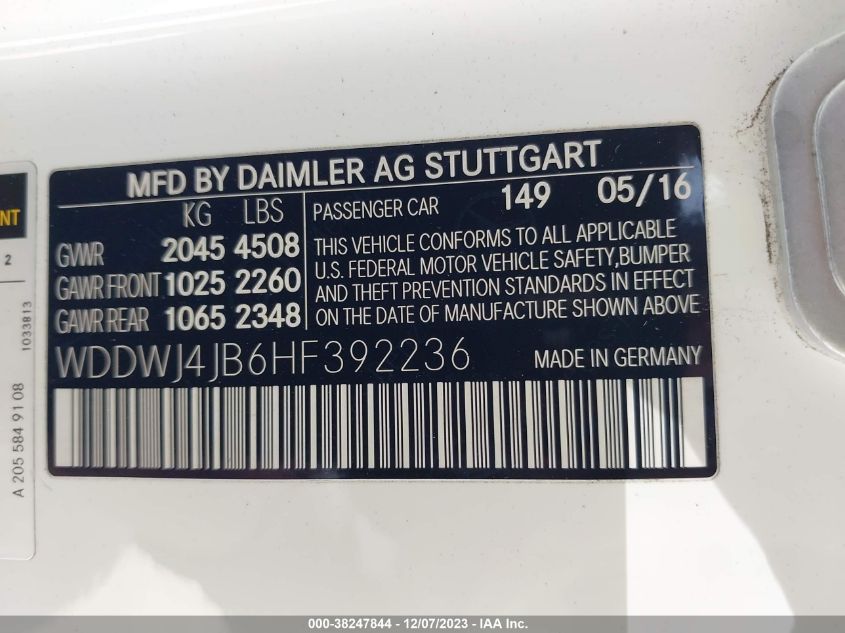 MFD BY DAIMLER AG STUTTGART
KG LBS
GVWR 2045 4508
GAWR FRONT 1025 2260
GAWR REAR 1065 2348
PASSENGER CAR 149 05/16
THIS VEHICLE CONFORMS TO ALL APPLICABLE
U.S. FEDERAL MOTOR VEHICLE SAFETY,BUMPER
AND THEFT PREVENTION STANDARDS IN EFFECT
ON THE DATE OF MANUFACTURE SHOWN ABOVE
WDDWJ4JB6HF392236
MADE IN GERMANY
2
1033813
A 205 584 91 08
000-38247844 - 12/07/2023 - IAA Inc.